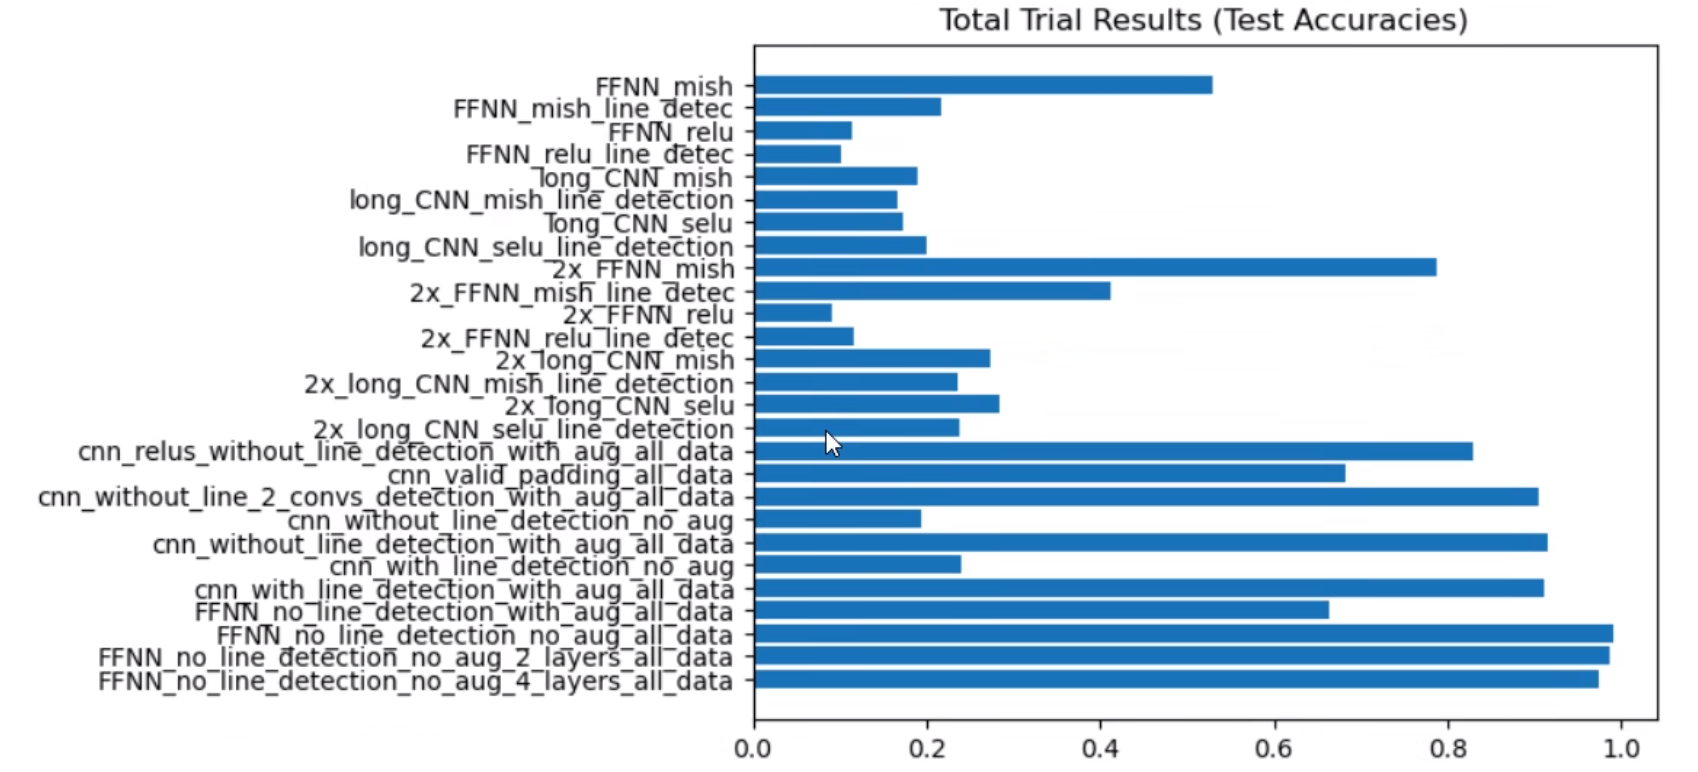 Total Trial Results (Test Accuracies)
FFNN_mish
FFNN_mish_line_detec
FFNN_relu
FFNN_relu_line_detec
long_CNN_mish
long_CNN_mish_line_detection
long_CNN_selu
long_CNN_selu_line_detection
2x_FFNN_mish
2x_FFNN_mish_line_detec
2x_FFNN_relu
2x_FFNN_relu_line_detec
2x_long_CNN_mish
2x_long_CNN_mish_line_detection
2x_long_CNN_selu
2x_long_CNN_selu_line_detection
cnn_relus_without_line_detection_with_aug_all_data
cnn_valid_padding_all_data
cnn_without_line_2_convs_detection_with_aug_all_data
cnn_without_line_detection_no_aug
cnn_without_line_detection_with_aug_all_data
cnn_with_line_detection_no_aug
cnn_with_line_detection_with_aug_all_data
FFNN_no_line_detection_with_aug_all_data
FFNN_no_line_detection_no_aug_all_data
FFNN_no_line_detection_no_aug_2_layers_all_data
FFNN_no_line_detection_no_aug_4_layers_all_data
0.0 0.2 0.4 0.6 0.8 1.0